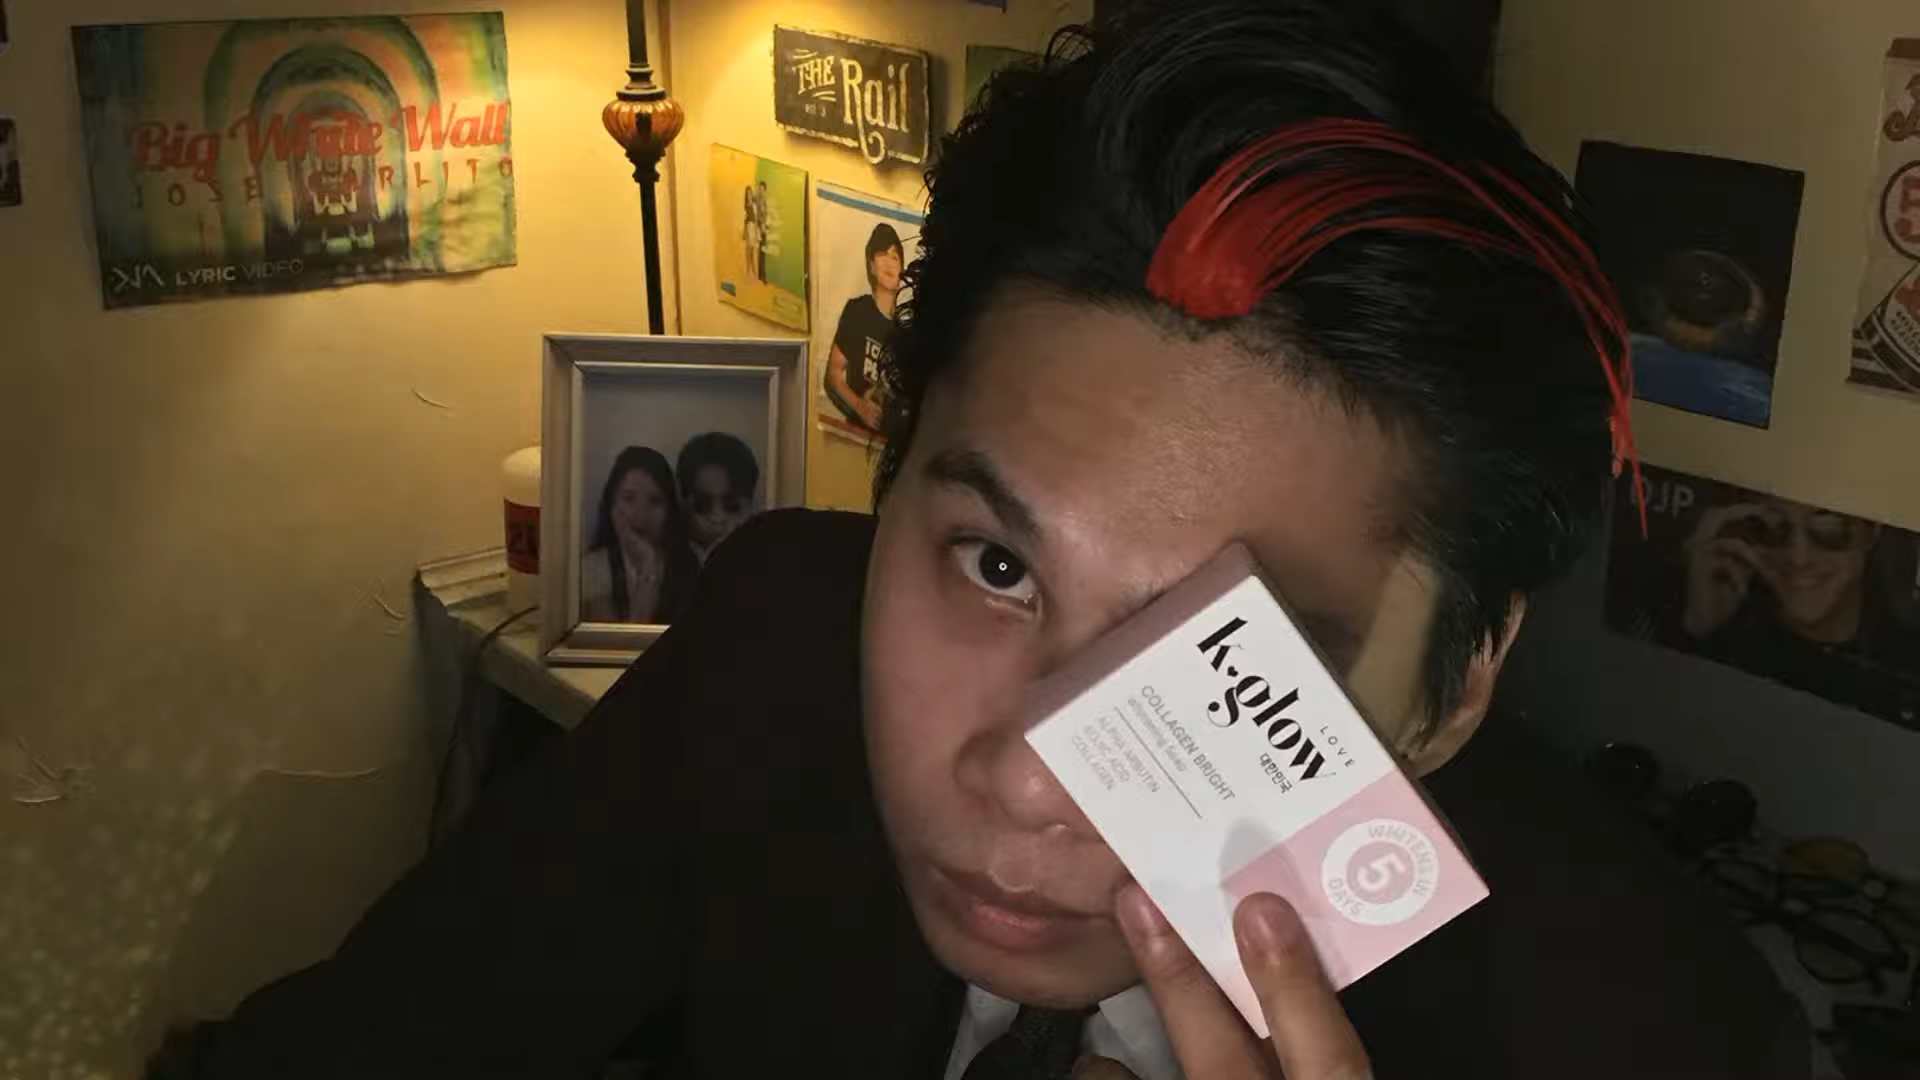 Big White Wall
JOSE CARLITO
LYRIC VIDEO
THE Rail
DJP
k·glow
LOVE
대한민국
COLLAGEN BRIGHT
Whitening Soap
ALPHA ARBUTIN
KOJIC ACID
COLLAGEN
WHITENS IN
5
DAYS